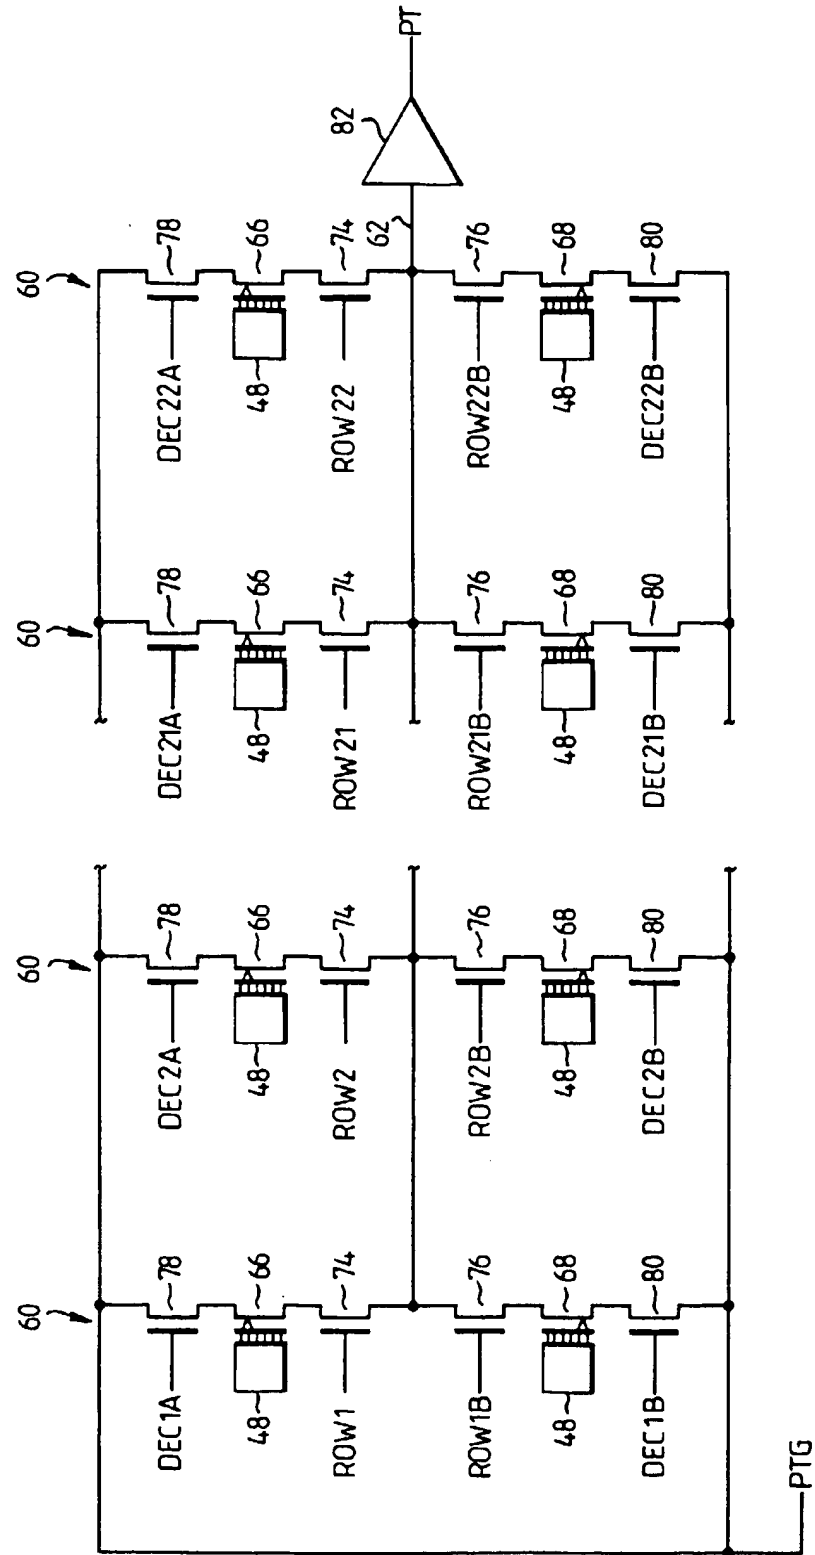 PT
82
62
60
78
66
74
76
68
80
DEC22A
48
ROW22
ROW22B
48
DEC22B
60
78
66
74
76
68
80
DEC21A
48
ROW21
ROW21B
48
DEC21B
60
78
66
74
76
68
80
DEC2A
48
ROW2
ROW2B
48
DEC2B
60
78
66
74
76
68
80
DEC1A
48
ROW1
ROW1B
48
DEC1B
PTG